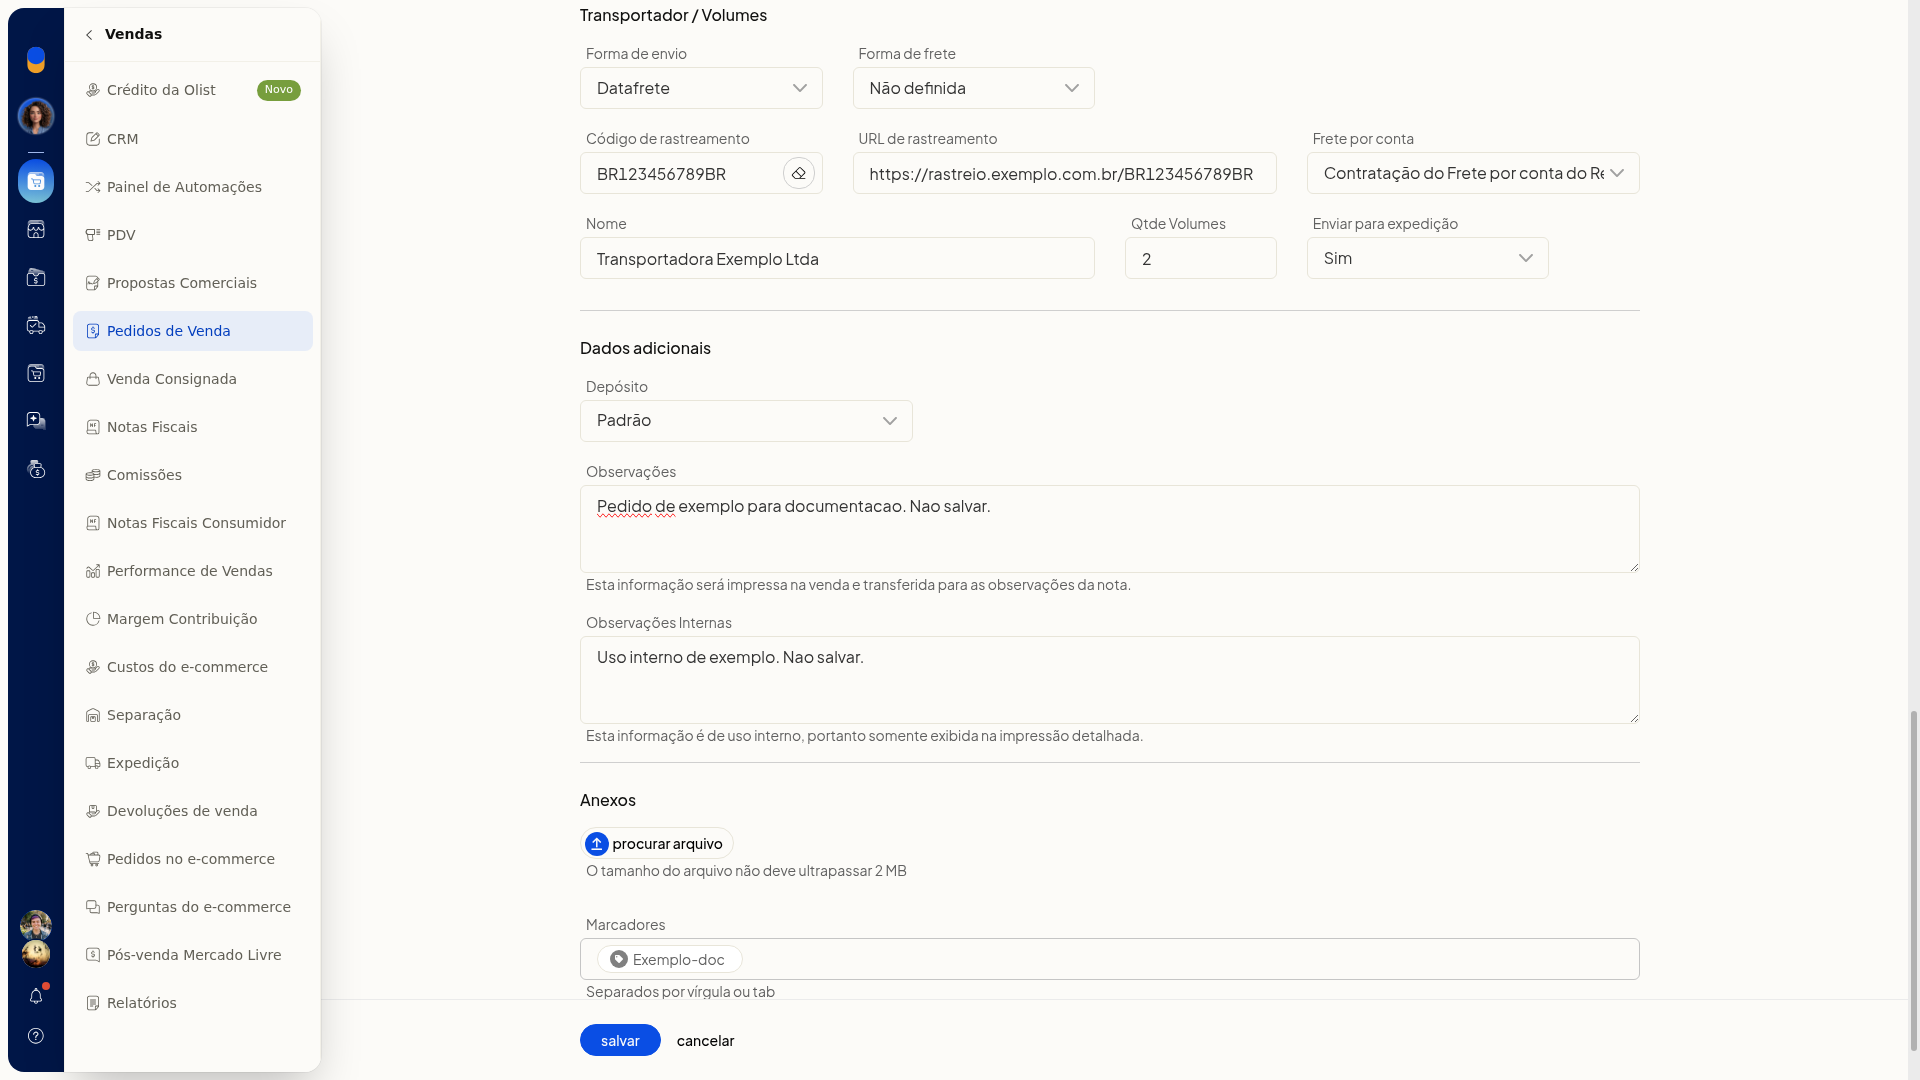 Vendas
Crédito da Olist
Novo
CRM
Painel de Automações
PDV
Propostas Comerciais
Pedidos de Venda
Venda Consignada
Notas Fiscais
Comissões
Notas Fiscais Consumidor
Performance de Vendas
Margem Contribuição
Custos do e-commerce
Separação
Expedição
Devoluções de venda
Pedidos no e-commerce
Perguntas do e-commerce
Pós-venda Mercado Livre
Relatórios
Transportador / Volumes
Forma de envio
Forma de frete
Datafrete
Não definida
Código de rastreamento
URL de rastreamento
Frete por conta
BR123456789BR
https://rastreio.exemplo.com.br/BR123456789BR
Contratação do Frete por conta do Re
Nome
Qtde Volumes
Enviar para expedição
Transportadora Exemplo Ltda
2
Sim
Dados adicionais
Depósito
Padrão
Observações
Pedido de exemplo para documentacao. Nao salvar.
Esta informação será impressa na venda e transferida para as observações da nota.
Observações Internas
Uso interno de exemplo. Nao salvar.
Esta informação é de uso interno, portanto somente exibida na impressão detalhada.
Anexos
procurar arquivo
O tamanho do arquivo não deve ultrapassar 2 MB
Marcadores
Exemplo-doc
Separados por vírgula ou tab
salvar
cancelar